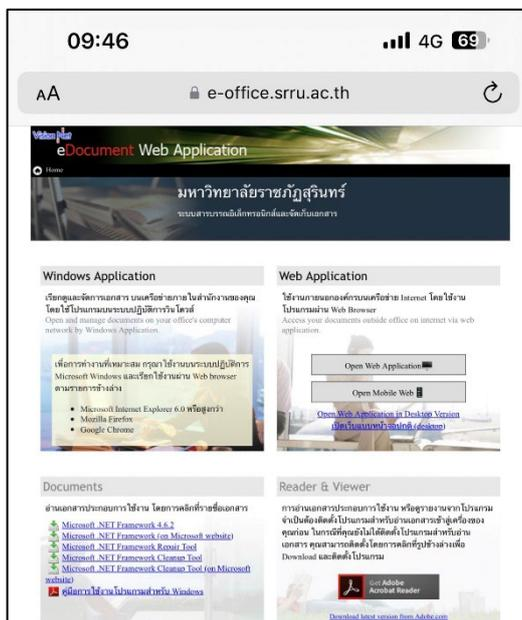 09:46
4G 69
AA e-office.srru.ac.th
Vision Net
eDocument Web Application
Home
มหาวิทยาลัยราชภัฏสุรินทร์
ระบบสารบรรณอิเล็กทรอนิกส์และจัดเก็บเอกสาร
Windows Application
เรียกดูและจัดการเอกสาร บนเครือข่ายภายในสำนักงานของคุณ
โดยใช้โปรแกรมบนระบบปฏิบัติการวินโดวส์
Open and manage documents on your office's computer
network by Windows Application.
เพื่อการทำงานที่เหมาะสม กรุณาใช้งานบนระบบปฏิบัติการ
Microsoft Windows และเรียกใช้งานผ่าน Web browser
ตามรายการข้างล่าง
Microsoft Internet Explorer 6.0 หรือสูงกว่า
Mozilla Firefox
Google Chrome
Web Application
ใช้งานภายนอกองค์กรบนเครือข่าย Internet โดยใช้งาน
โปรแกรมผ่าน Web Browser
Access your documents outside office on internet via web
application.
Open Web Application
Open Mobile Web
Open Web Application in Desktop Version
เปิดเว็บแบบหน้าจอปกติ (desktop)
Documents
อ่านเอกสารประกอบการใช้งาน โดยการคลิกที่รายชื่อเอกสาร
Microsoft .NET Framework 4.6.2
Microsoft .NET Framework (on Microsoft website)
Microsoft .NET Framework Repair Tool
Microsoft .NET Framework Cleanup Tool
Microsoft .NET Framework Cleanup Tool (on Microsoft
website)
คู่มือการใช้งานโปรแกรมสำหรับ Windows
Reader & Viewer
การอ่านเอกสารประกอบการใช้งาน หรือดูรายงานจากโปรแกรม
จำเป็นต้องติดตั้งโปรแกรมสำหรับอ่านเอกสารเข้าสู่เครื่องของ
คุณก่อน ในกรณีที่คุณยังไม่ได้ติดตั้งโปรแกรมสำหรับอ่าน
เอกสาร คุณสามารถติดตั้งโดยการคลิกที่รูปข้างล่างเพื่อ
Download และติดตั้งโปรแกรม
Get Adobe
Acrobat Reader
Download latest version from Adobe.com